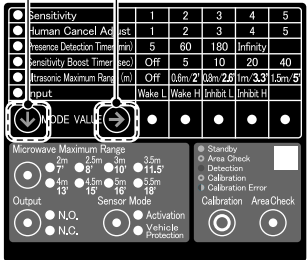 Sensitivity 1 2 3 4 5
Human Cancel Adjust 1 2 3 4 5
Presence Detection Timer (min) 5 60 180 Infinity
Sensitivity Boost Timer (sec) Off 5 10 20 40
Ultrasonic Maximum Range (m) Off 0.6m/2' 0.8m/2.6' 1m/3.3' 1.5m/5'
Input Wake L Wake H Inhibit L Inhibit H
MODE VALUE
Microwave Maximum Range
2m 7' 2.5m 8' 3m 10' 3.5m 11.5'
4m 13' 4.5m 15' 5m 16' 5.5m 18'
Output Sensor Mode
N.O. Activation
N.C. Vehicle Protection
Standby
Area Check
Detection
Calibration
Calibration Error
Calibration Area Check